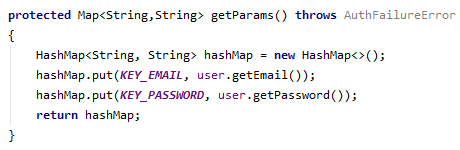 protected Map<String,String> getParams() throws AuthFailureError
{
HashMap<String, String> hashMap = new HashMap<>();
hashMap.put(KEY_EMAIL, user.getEmail());
hashMap.put(KEY_PASSWORD, user.getPassword());
return hashMap;
}